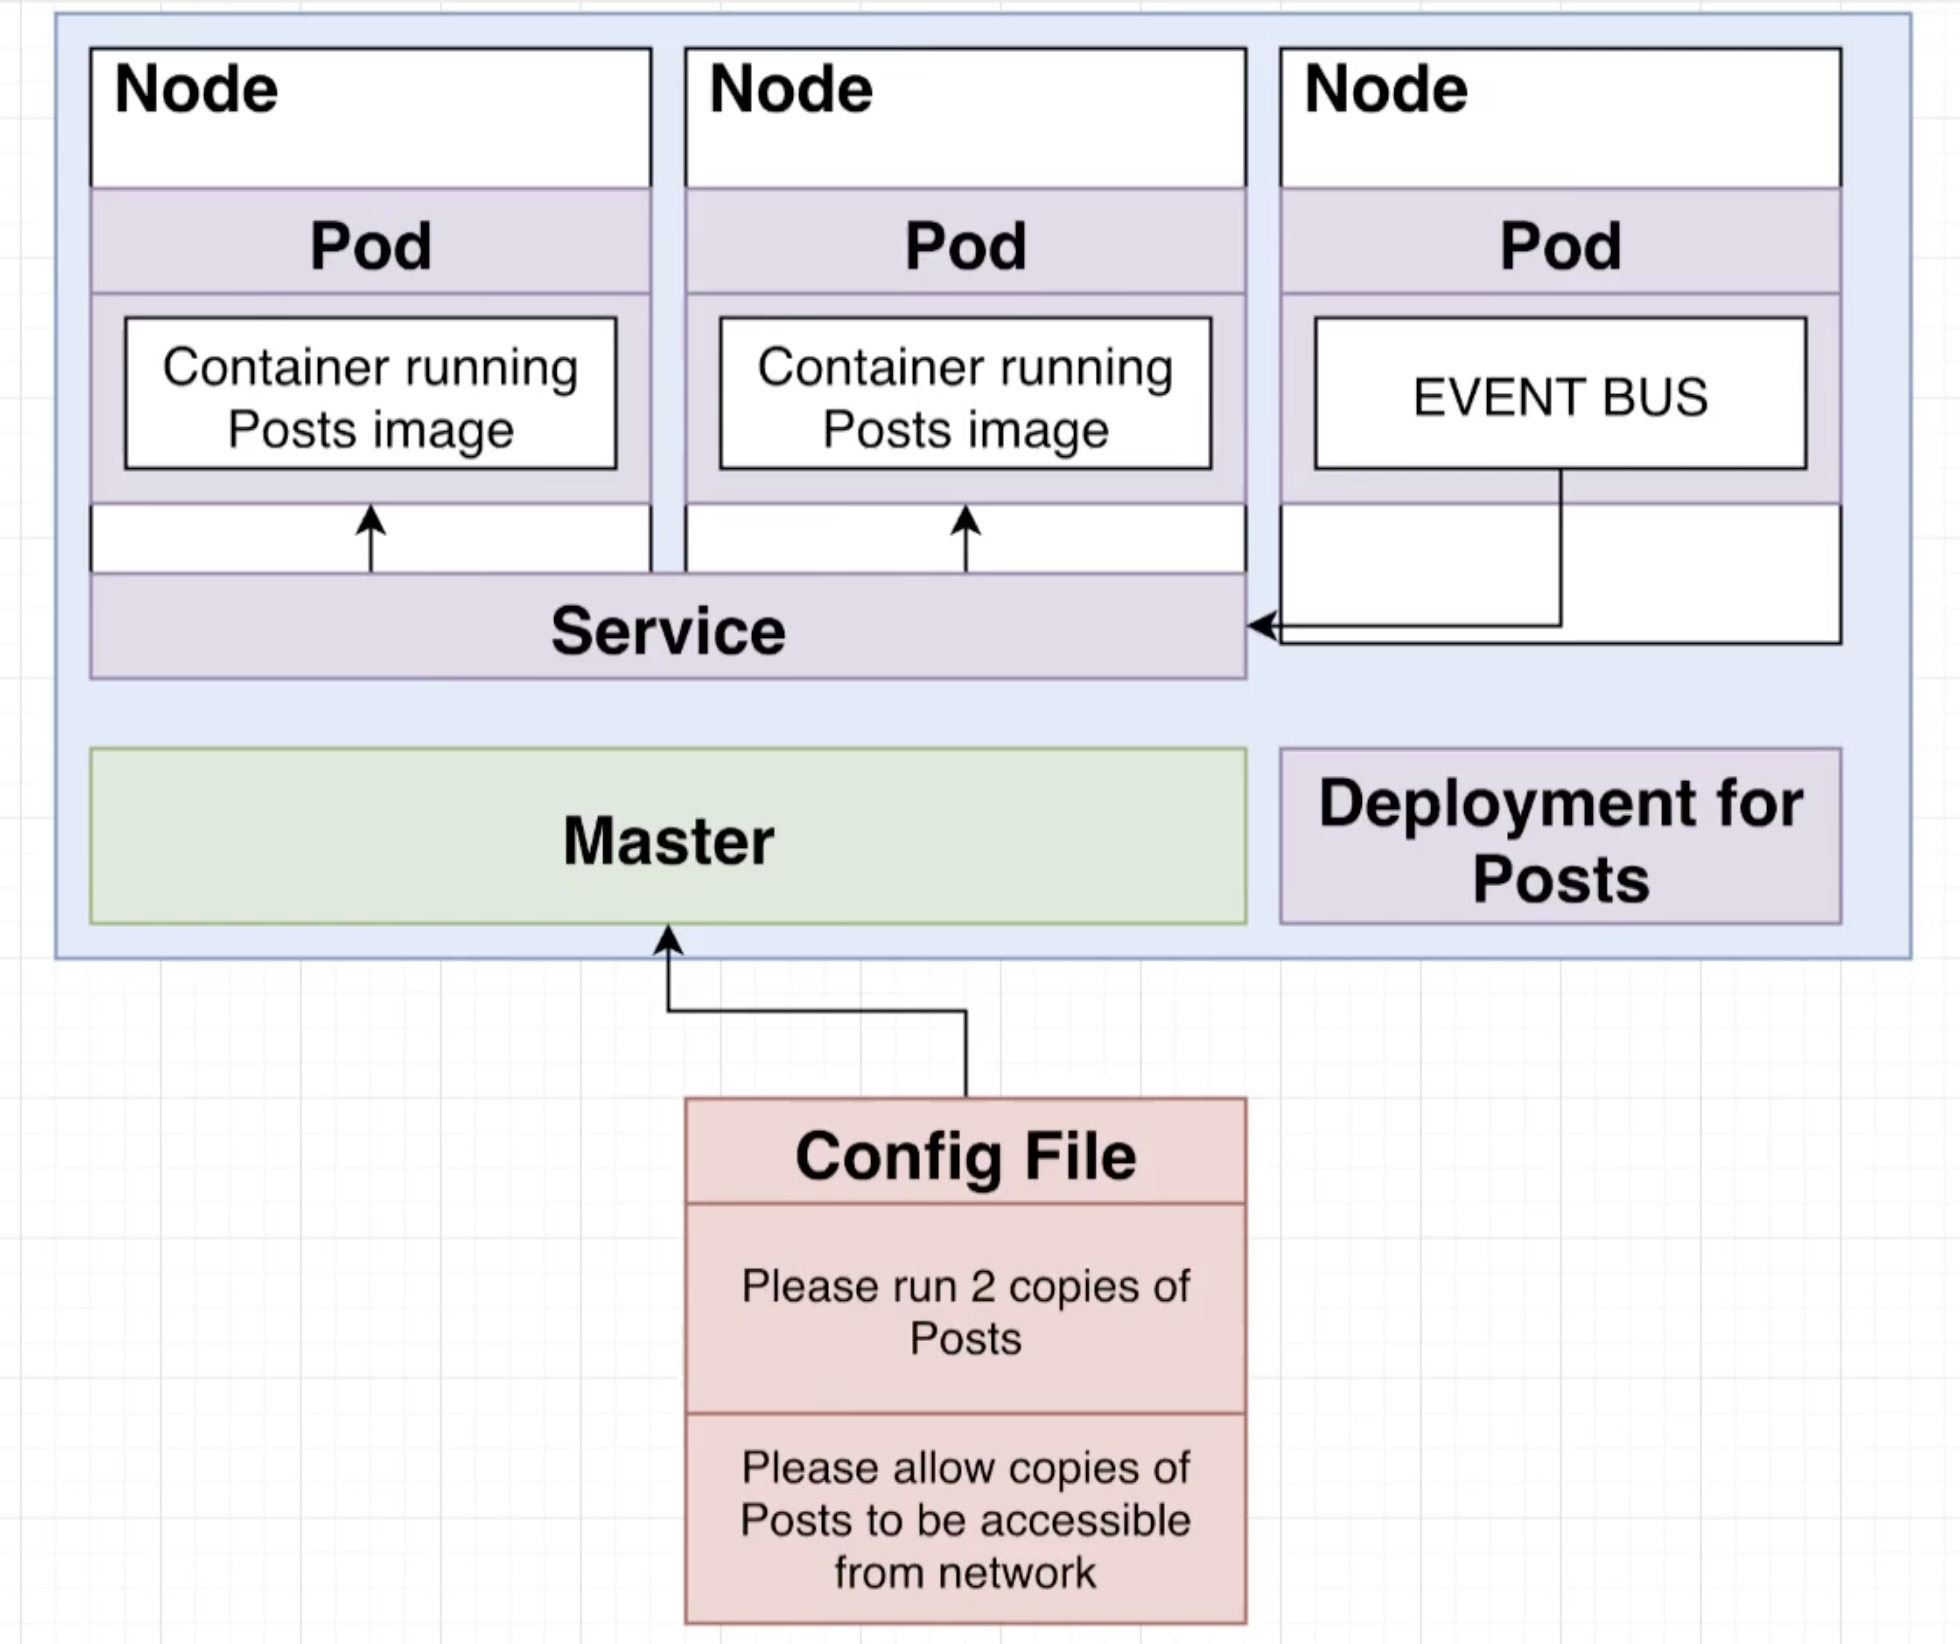 Node
Node
Node
Pod
Pod
Pod
Container running
Posts image
Container running
Posts image
EVENT BUS
Service
Master
Deployment for
Posts
Config File
Please run 2 copies of
Posts
Please allow copies of
Posts to be accessible
from network